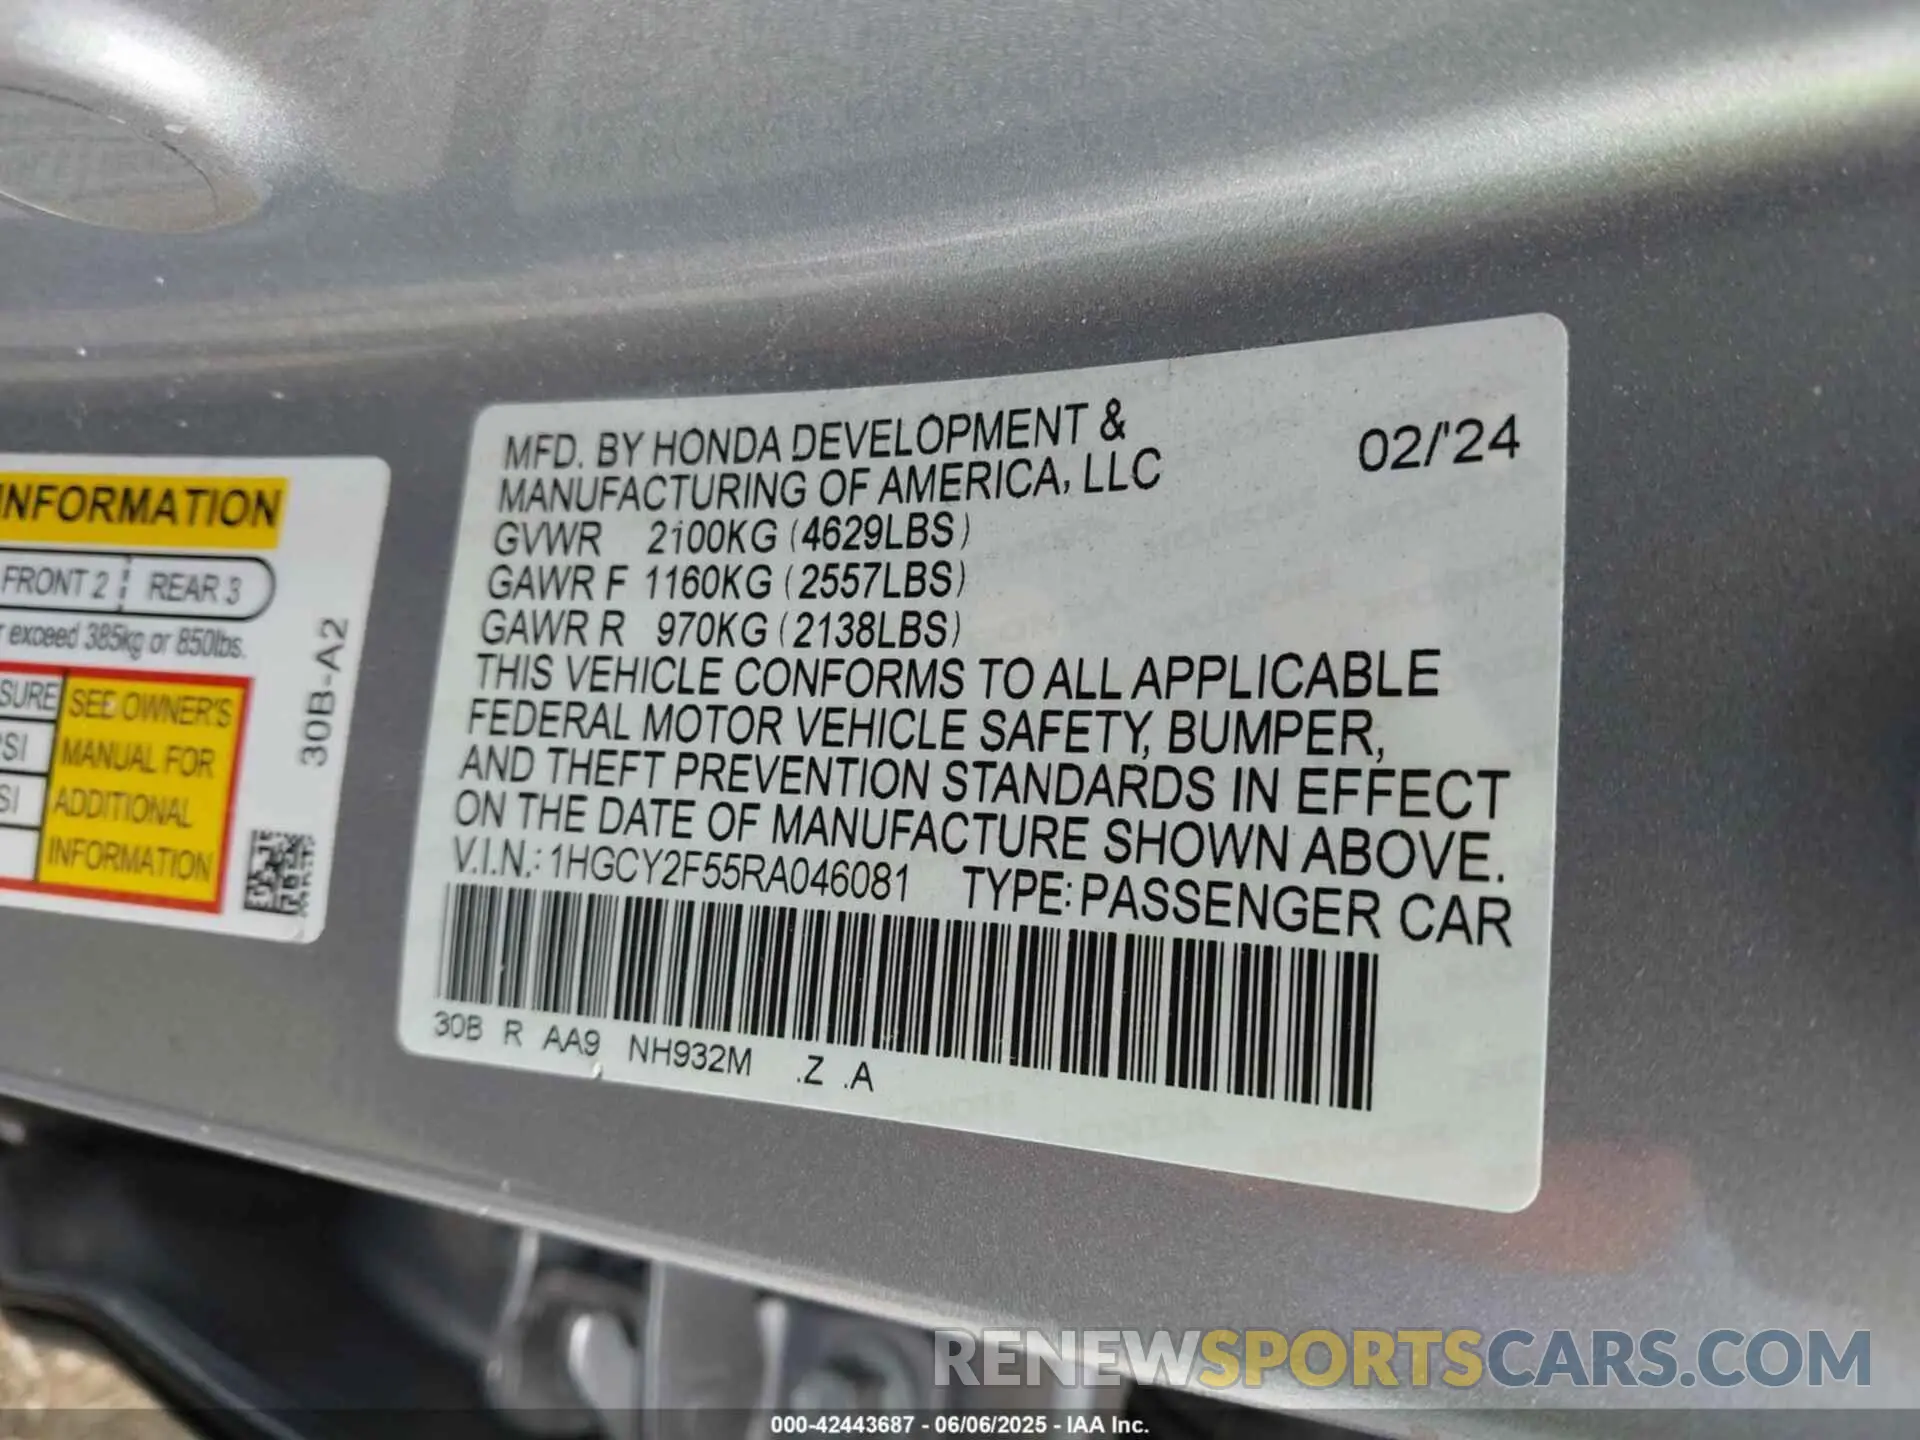 INFORMATION
FRONT 2 REAR 3
exceed 385kg or 850lbs.
SURE
SI
SI
SEE OWNER'S
MANUAL FOR
ADDITIONAL
INFORMATION
30B-A2
MFD. BY HONDA DEVELOPMENT &
MANUFACTURING OF AMERICA, LLC
02/'24
GVWR 2100KG (4629LBS)
GAWR F 1160KG (2557LBS)
GAWR R 970KG (2138LBS)
THIS VEHICLE CONFORMS TO ALL APPLICABLE
FEDERAL MOTOR VEHICLE SAFETY, BUMPER,
AND THEFT PREVENTION STANDARDS IN EFFECT
ON THE DATE OF MANUFACTURE SHOWN ABOVE.
V.I.N.: 1HGCY2F55RA046081 TYPE: PASSENGER CAR
30B R AA9 NH932M .Z .A
RENEWSPORTSCARS.COM
000-42443687 - 06/06/2025 - IAA Inc.